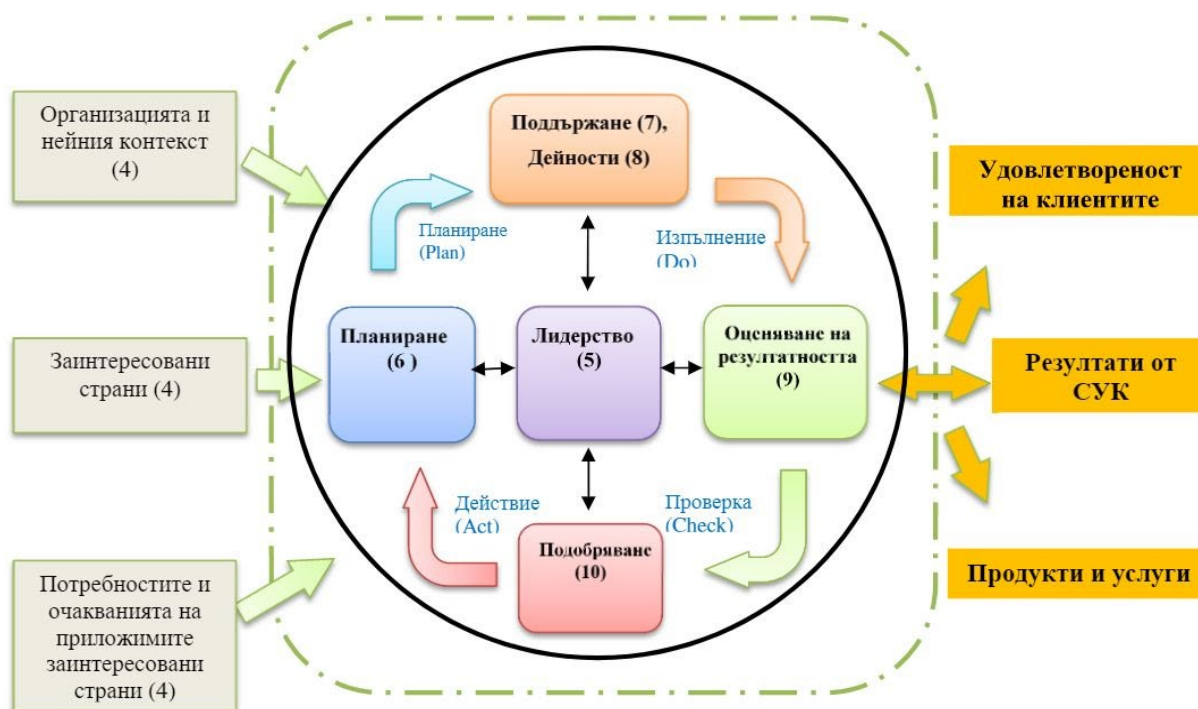 Организацията и
нейния контекст
(4)
Заинтересовани
страни (4)
Потребностите и
очакванията на
приложимите
заинтересовани
страни (4)
Поддържане (7),
Дейности (8)
Планиране
(Plan)
Изпълнение
(Do)
Планиране
(6 )
Лидерство
(5)
Оценяване на
резултатността
(9)
Действие
(Act)
Проверка
(Check)
Подобряване
(10)
Удовлетвореност
на клиентите
Резултати от
СУК
Продукти и услуги